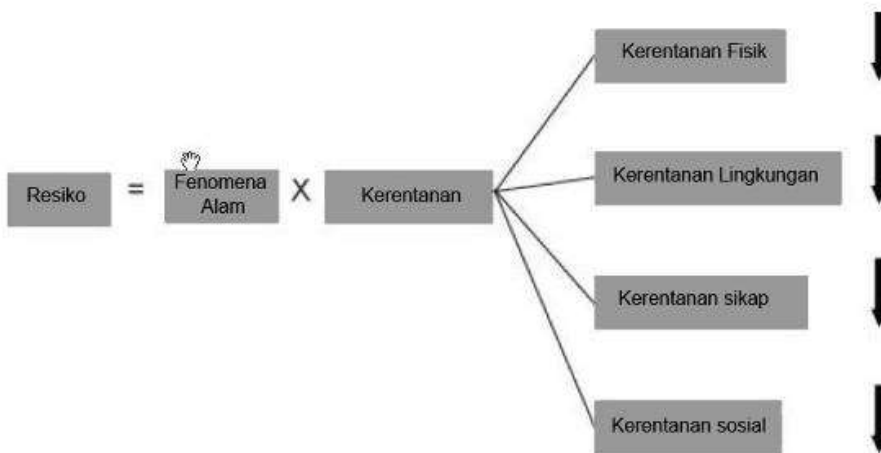 Kerentanan Fisik
Kerentanan Lingkungan
Resiko = Fenomena Alam X Kerentanan
Kerentanan sikap
Kerentanan sosial